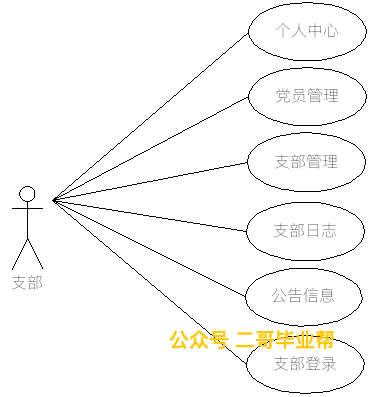 个人中心
党员管理
支部管理
支部日志
支部
公告信息
公众号 二哥毕业帮
支部登录